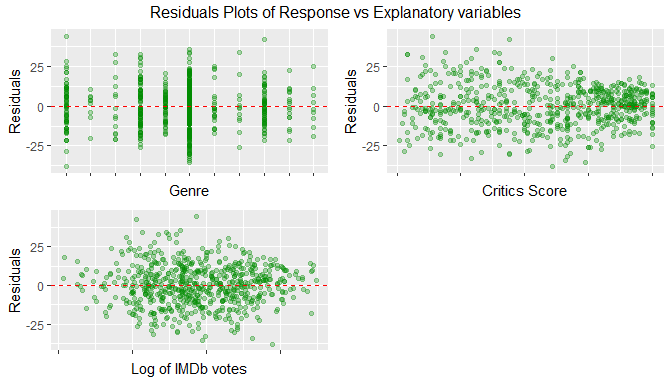 Residuals Plots of Response vs Explanatory variables
Residuals
25
0
-25
Genre
Residuals
25
0
-25
Critics Score
Residuals
25
0
-25
Log of IMDb votes